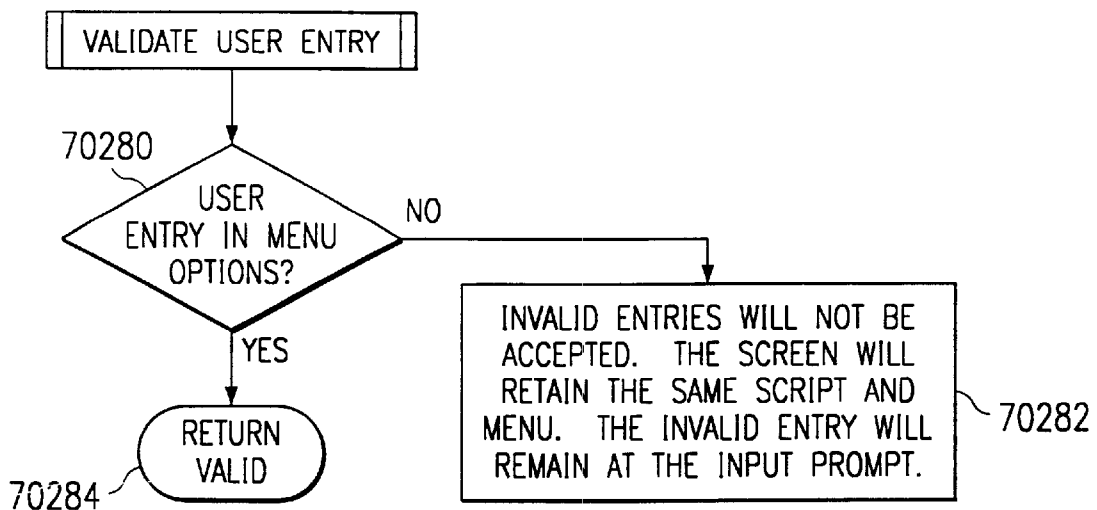 VALIDATE USER ENTRY
70280
USER
ENTRY IN MENU
OPTIONS?
NO
YES
INVALID ENTRIES WILL NOT BE
ACCEPTED. THE SCREEN WILL
RETAIN THE SAME SCRIPT AND
MENU. THE INVALID ENTRY WILL
REMAIN AT THE INPUT PROMPT.
70282
RETURN
VALID
70284